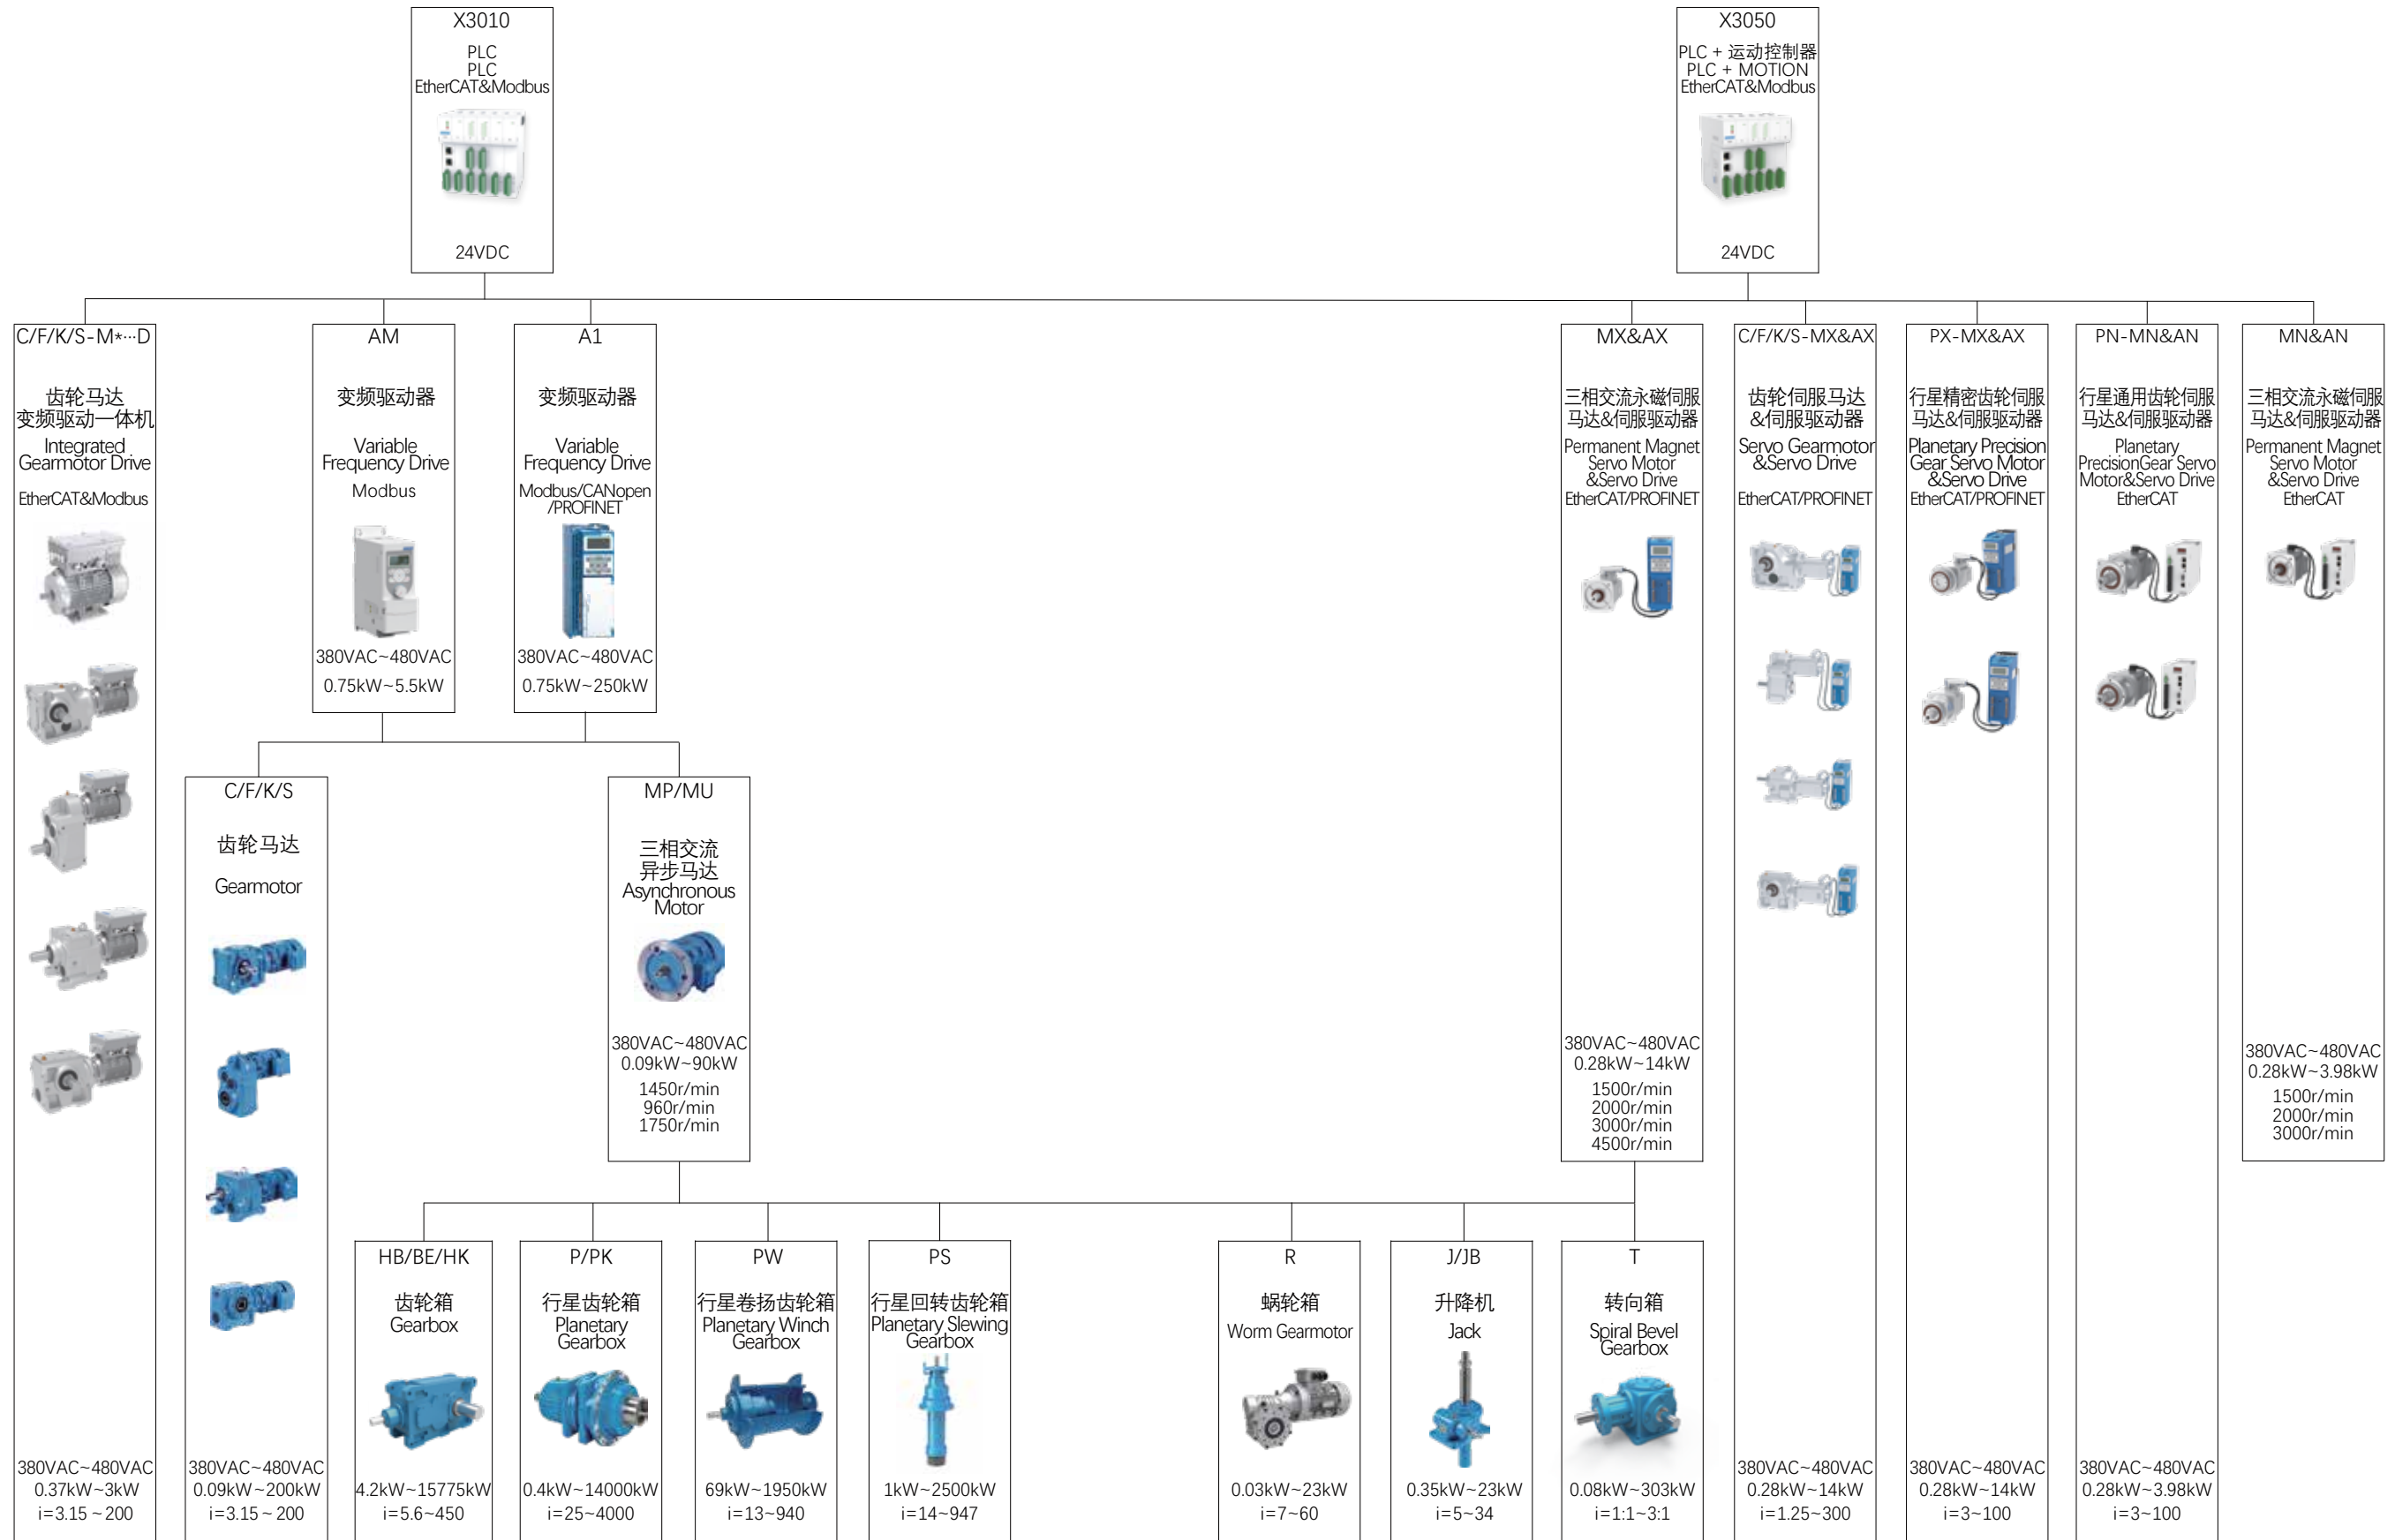 X3010
PLC
PLC
EtherCAT&Modbus
24VDC
X3050
PLC + 运动控制器
PLC + MOTION
EtherCAT&Modbus
24VDC
C/F/K/S-M*···D
齿轮马达
变频驱动一体机
Integrated
Gearmotor Drive
EtherCAT&Modbus
380VAC~480VAC
0.37kW~3kW
i=3.15 ~ 200
AM
变频驱动器
Variable
Frequency Drive
Modbus
380VAC~480VAC
0.75kW~5.5kW
A1
变频驱动器
Variable
Frequency Drive
Modbus/CANopen
/PROFINET
380VAC~480VAC
0.75kW~250kW
C/F/K/S
齿轮马达
Gearmotor
380VAC~480VAC
0.09kW~200kW
i=3.15 ~ 200
MP/MU
三相交流
异步马达
Asynchronous
Motor
380VAC~480VAC
0.09kW~90kW
1450r/min
960r/min
1750r/min
MX&AX
三相交流永磁伺服
马达&伺服驱动器
Permanent Magnet
Servo Motor
&Servo Drive
EtherCAT/PROFINET
380VAC~480VAC
0.28kW~14kW
1500r/min
2000r/min
3000r/min
4500r/min
C/F/K/S-MX&AX
齿轮伺服马达
&伺服驱动器
Servo Gearmotor
&Servo Drive
EtherCAT/PROFINET
380VAC~480VAC
0.28kW~14kW
i=1.25~300
PX-MX&AX
行星精密齿轮伺服
马达&伺服驱动器
Planetary Precision
Gear Servo Motor
&Servo Drive
EtherCAT/PROFINET
380VAC~480VAC
0.28kW~14kW
i=3~100
PN-MN&AN
行星通用齿轮伺服
马达&伺服驱动器
Planetary
PrecisionGear Servo
Motor&Servo Drive
EtherCAT
380VAC~480VAC
0.28kW~3.98kW
i=3~100
MN&AN
三相交流永磁伺服
马达&伺服驱动器
Permanent Magnet
Servo Motor
&Servo Drive
EtherCAT
380VAC~480VAC
0.28kW~3.98kW
1500r/min
2000r/min
3000r/min
HB/BE/HK
齿轮箱
Gearbox
4.2kW~15775kW
i=5.6~450
P/PK
行星齿轮箱
Planetary
Gearbox
0.4kW~14000kW
i=25~4000
PW
行星卷扬齿轮箱
Planetary Winch
Gearbox
69kW~1950kW
i=13~940
PS
行星回转齿轮箱
Planetary Slewing
Gearbox
1kW~2500kW
i=14~947
R
蜗轮箱
Worm Gearmotor
0.03kW~23kW
i=7~60
J/JB
升降机
Jack
0.35kW~23kW
i=5~34
T
转向箱
Spiral Bevel
Gearbox
0.08kW~303kW
i=1:1~3:1